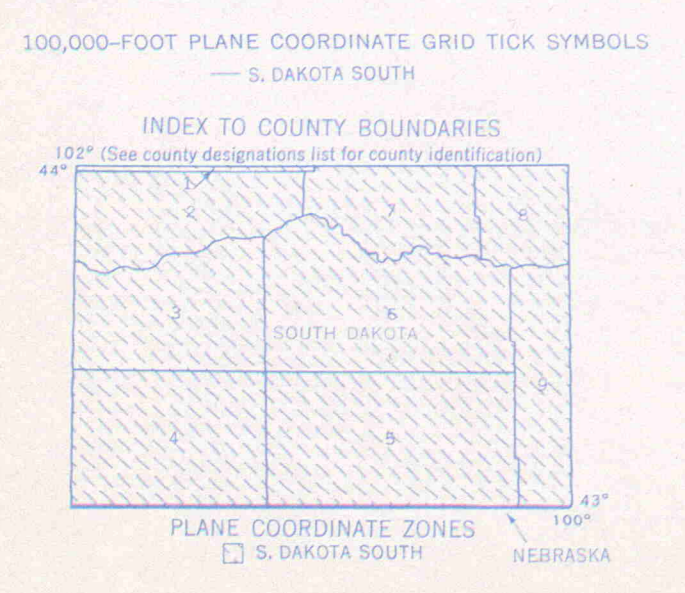 100,000–FOOT PLANE COORDINATE GRID TICK SYMBOLS
S. DAKOTA SOUTH
INDEX TO COUNTY BOUNDARIES
102° (See county designations list for county identification)
44°
1
2
7
8
3
6
SOUTH DAKOTA
9
4
5
43°
100°
PLANE COORDINATE ZONES
S. DAKOTA SOUTH
NEBRASKA